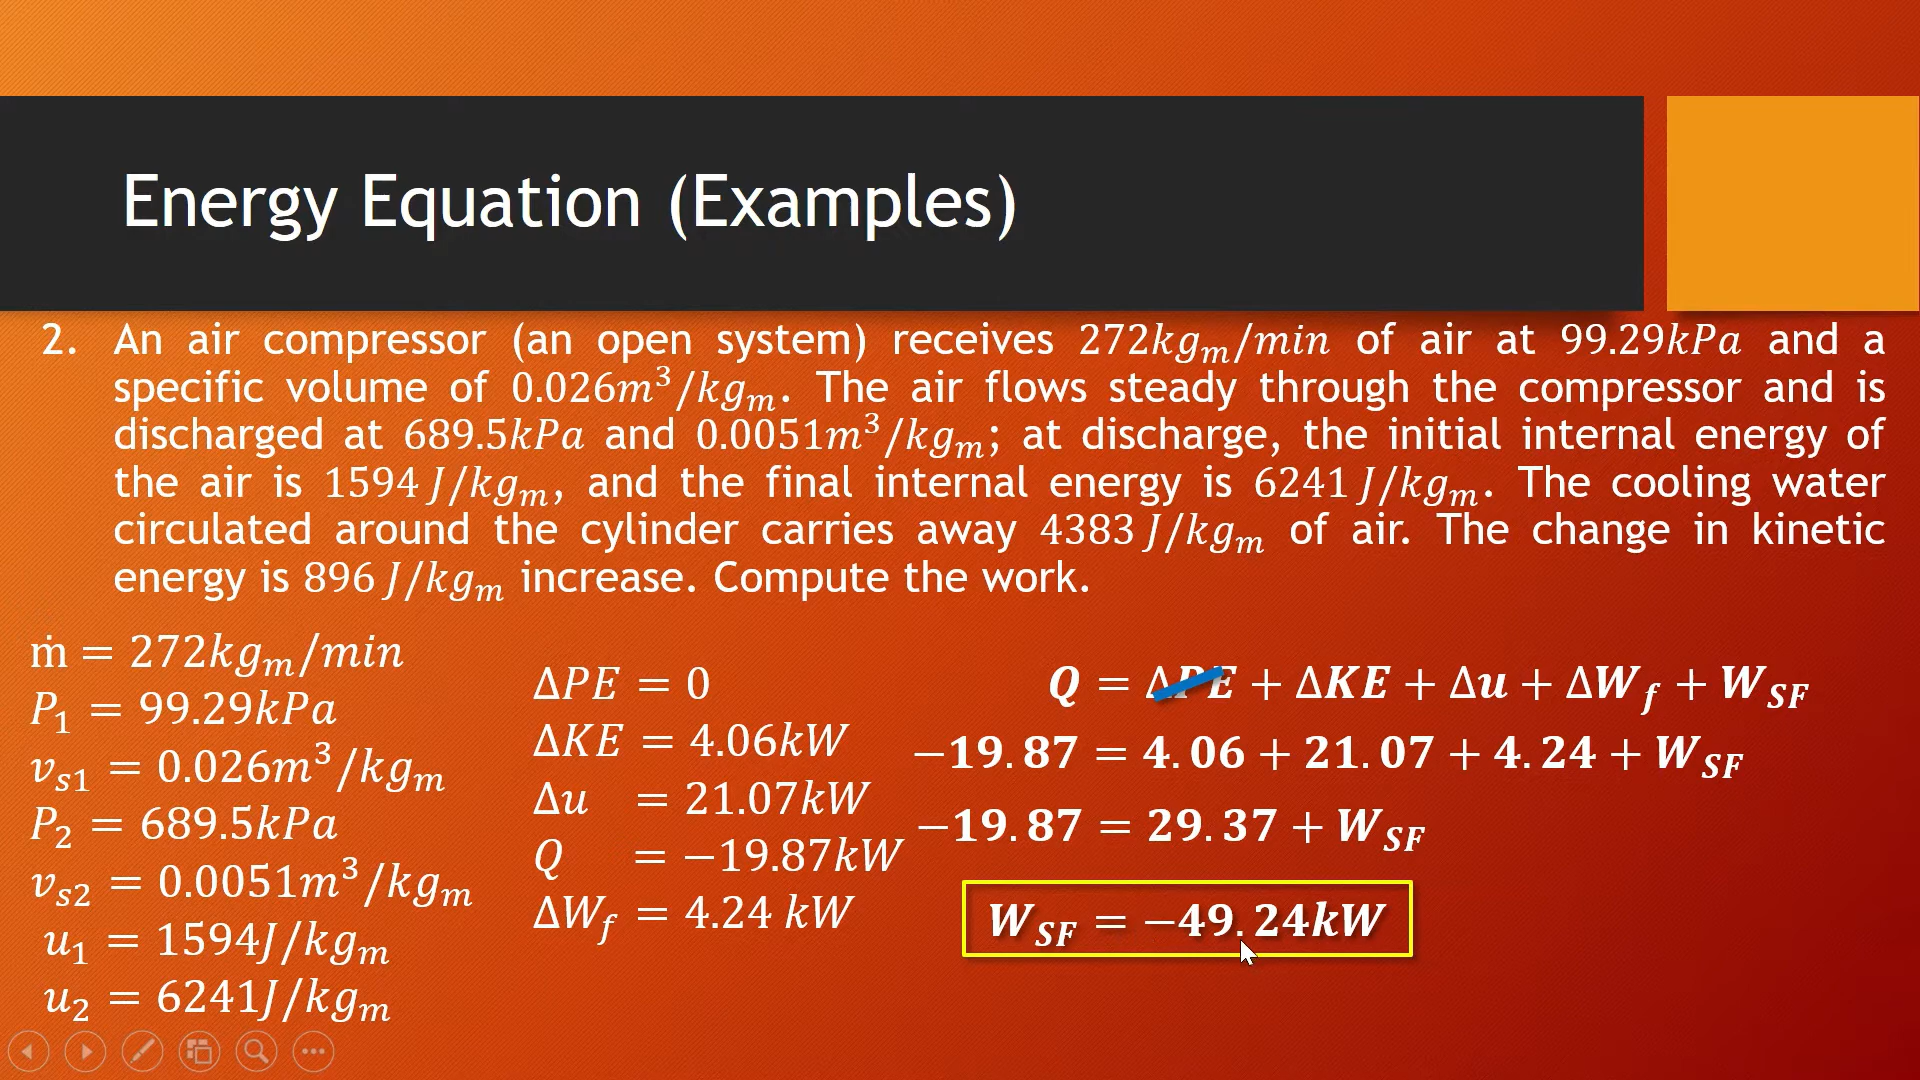 Energy Equation (Examples)
2. An air compressor (an open system) receives 272kg_m/min of air at 99.29kPa and a
specific volume of 0.026m³/kg_m. The air flows steady through the compressor and is
discharged at 689.5kPa and 0.0051m³/kg_m; at discharge, the initial internal energy of
the air is 1594 J/kg_m, and the final internal energy is 6241 J/kg_m. The cooling water
circulated around the cylinder carries away 4383 J/kg_m of air. The change in kinetic
energy is 896 J/kg_m increase. Compute the work.
ṁ = 272kg_m/min
P₁ = 99.29kPa
v_s1 = 0.026m³/kg_m
P₂ = 689.5kPa
v_s2 = 0.0051m³/kg_m
u₁ = 1594J/kg_m
u₂ = 6241J/kg_m
ΔPE = 0
ΔKE = 4.06kW
Δu = 21.07kW
Q = −19.87kW
ΔW_f = 4.24 kW
Q = ΔPE + ΔKE + Δu + ΔW_f + W_SF
−19.87 = 4.06 + 21.07 + 4.24 + W_SF
−19.87 = 29.37 + W_SF
W_SF = −49.24kW